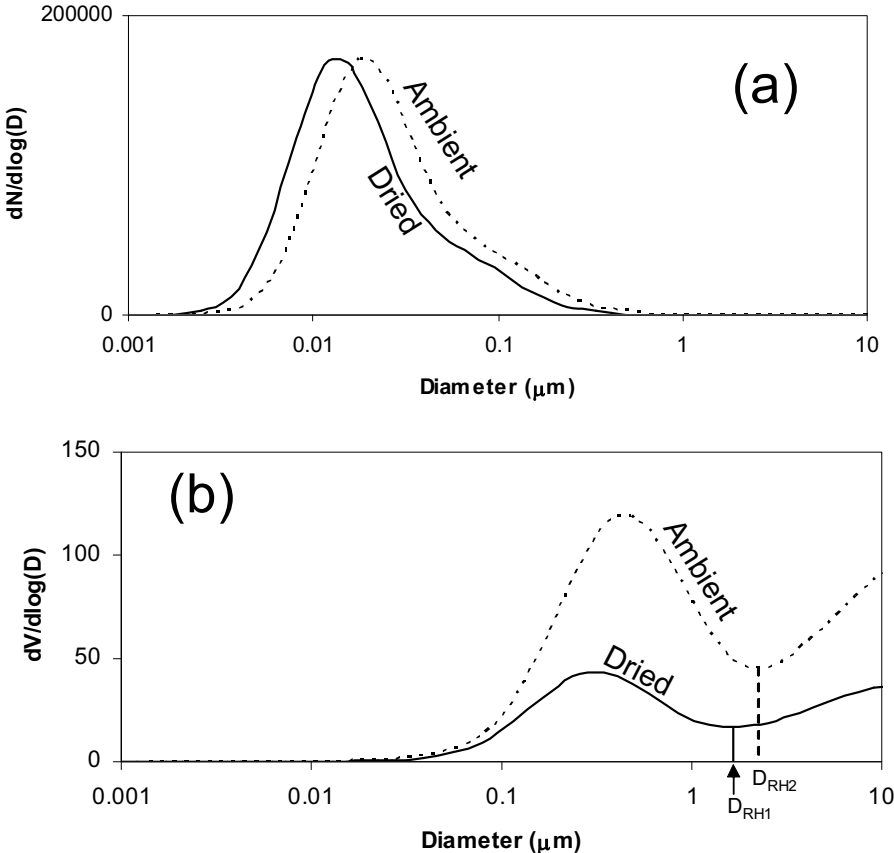 200000
(a)
Ambient
Dried
dN/dlog(D)
0
0.001 0.01 0.1 1 10
Diameter (μm)
150
(b)
100
Ambient
dV/dlog(D)
50
Dried
0
D_RH2
0.001 0.01 0.1 1 10
D_RH1
Diameter (μm)